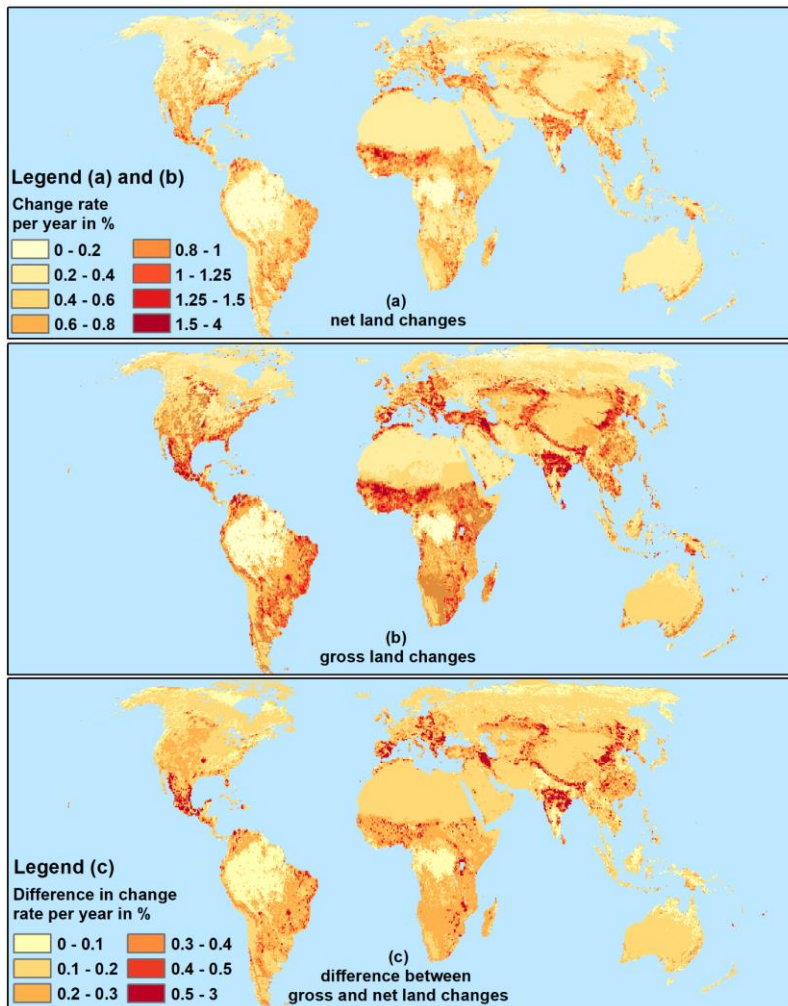 Legend (a) and (b)
Change rate
per year in %
0 - 0.2
0.2 - 0.4
0.4 - 0.6
0.6 - 0.8
0.8 - 1
1 - 1.25
1.25 - 1.5
1.5 - 4
(a)
net land changes
(b)
gross land changes
Legend (c)
Difference in change
rate per year in %
0 - 0.1
0.1 - 0.2
0.2 - 0.3
0.3 - 0.4
0.4 - 0.5
0.5 - 3
(c)
difference between
gross and net land changes